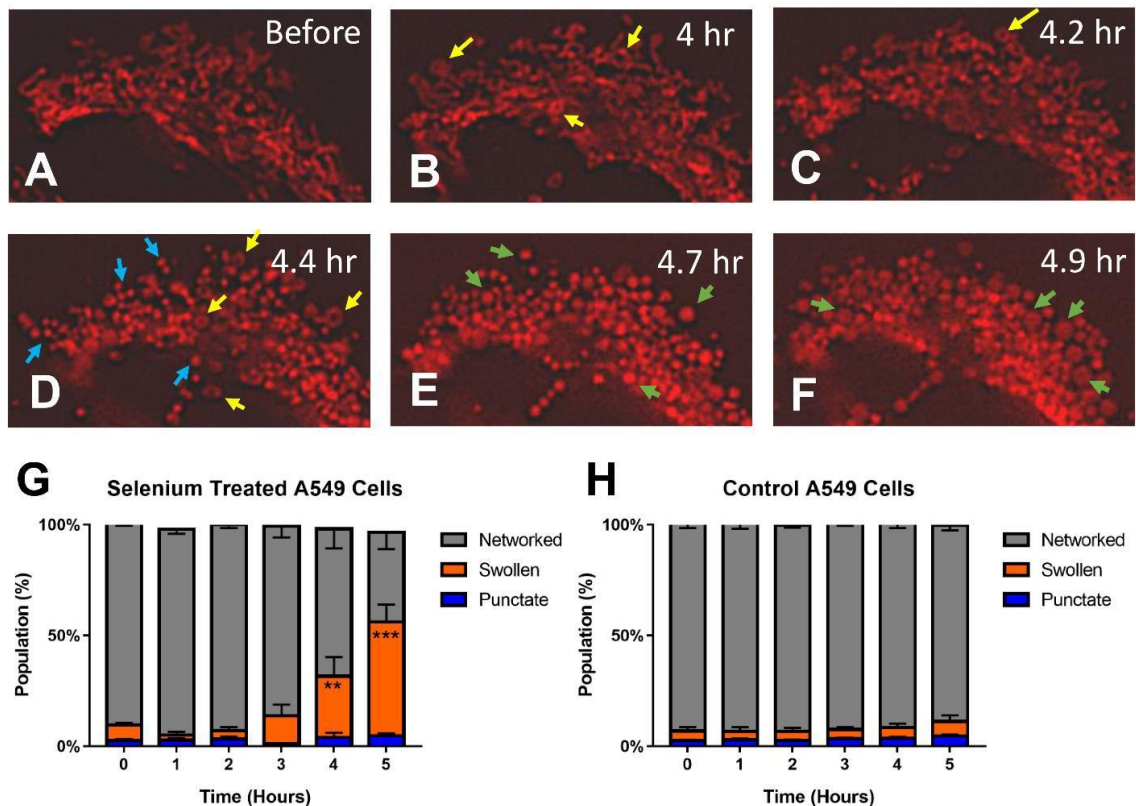 Before
A
4 hr
B
4.2 hr
C
4.4 hr
D
4.7 hr
E
4.9 hr
F
G
Selenium Treated A549 Cells
100%
50%
0%
Population (%)
**
***
0 1 2 3 4 5
Time (Hours)
Networked
Swollen
Punctate
H
Control A549 Cells
100%
50%
0%
Population (%)
0 1 2 3 4 5
Time (Hours)
Networked
Swollen
Punctate